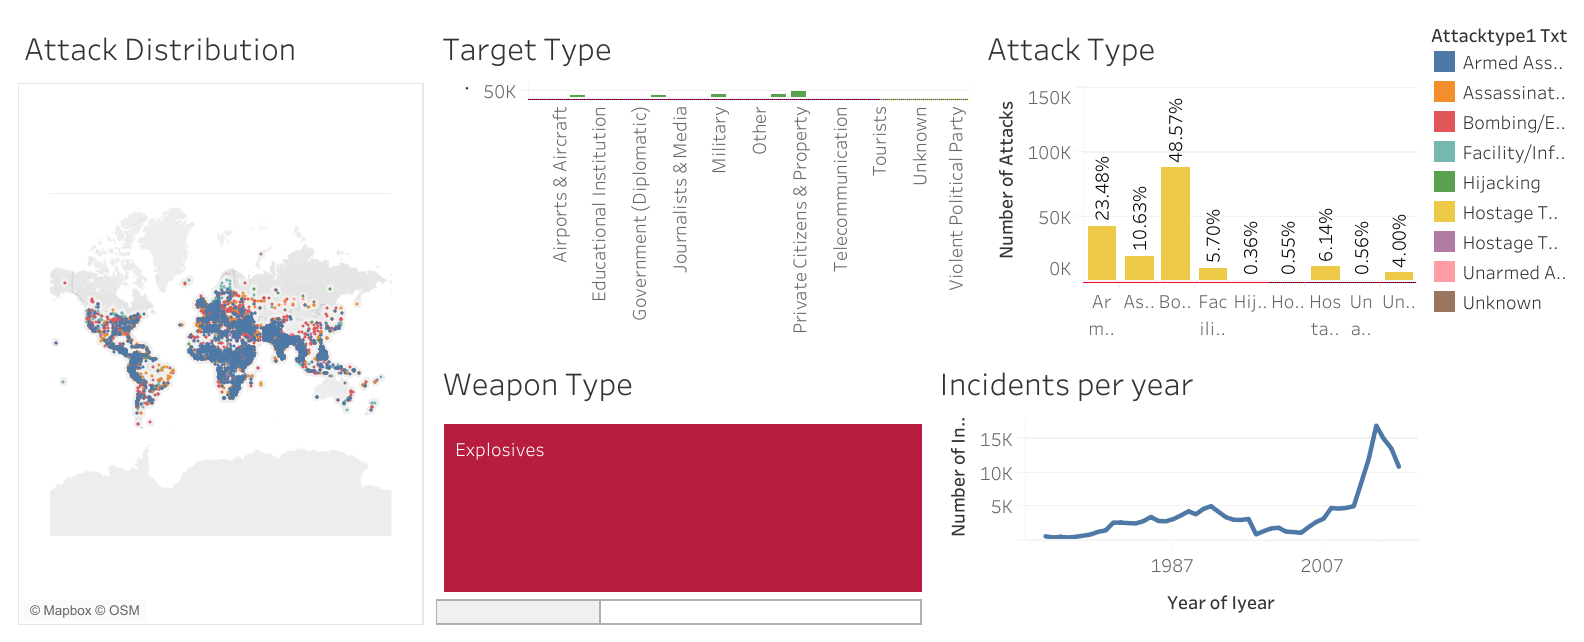 Attack Distribution
© Mapbox © OSM
Target Type
50K
Airports & Aircraft
Educational Institution
Government (Diplomatic)
Journalists & Media
Military
Other
Private Citizens & Property
Telecommunication
Tourists
Unknown
Violent Political Party
Attack Type
Number of Attacks
150K
100K
50K
0K
23.48%
10.63%
48.57%
5.70%
0.36%
0.55%
6.14%
0.56%
4.00%
Ar
m..
As..
Bo..
Fac
ili..
Hij..
Ho..
Hos
ta..
Un
a..
Un..
Attacktype1 Txt
Armed Ass..
Assassinat..
Bombing/E..
Facility/Inf..
Hijacking
Hostage T..
Hostage T..
Unarmed A..
Unknown
Weapon Type
Explosives
Incidents per year
Number of In..
15K
10K
5K
1987
2007
Year of Iyear